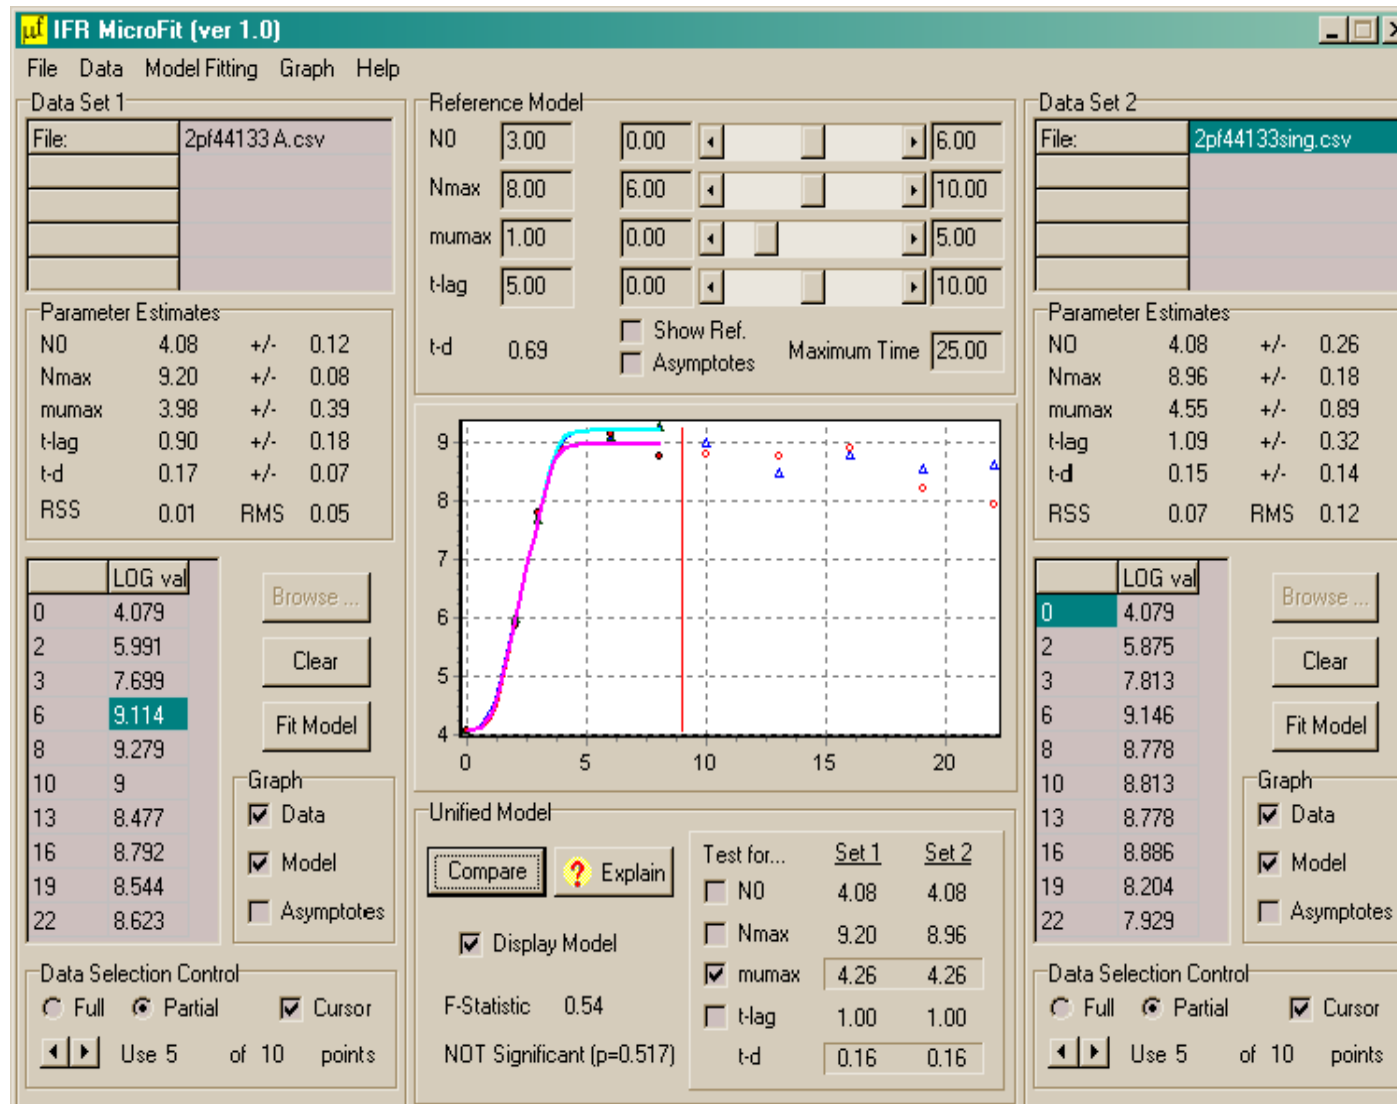 µf IFR MicroFit (ver 1.0)
File Data Model Fitting Graph Help
Data Set 1
File: 2pf44133 A.csv
Parameter Estimates
N0 4.08 +/- 0.12
Nmax 9.20 +/- 0.08
mumax 3.98 +/- 0.39
t-lag 0.90 +/- 0.18
t-d 0.17 +/- 0.07
RSS 0.01 RMS 0.05
LOG val
0 4.079
2 5.991
3 7.699
6 9.114
8 9.279
10 9
13 8.477
16 8.792
19 8.544
22 8.623
Browse ...
Clear
Fit Model
Graph
Data
Model
Asymptotes
Data Selection Control
Full Partial Cursor
Use 5 of 10 points
Reference Model
N0 3.00 0.00 6.00
Nmax 8.00 6.00 10.00
mumax 1.00 0.00 5.00
t-lag 5.00 0.00 10.00
t-d 0.69
Show Ref.
Asymptotes
Maximum Time 25.00
9
8
7
6
5
4
0 5 10 15 20
Unified Model
Compare ? Explain
Display Model
F-Statistic 0.54
NOT Significant (p=0.517)
Test for... Set 1 Set 2
N0 4.08 4.08
Nmax 9.20 8.96
mumax 4.26 4.26
t-lag 1.00 1.00
t-d 0.16 0.16
Data Set 2
File: 2pf44133sing.csv
Parameter Estimates
N0 4.08 +/- 0.26
Nmax 8.96 +/- 0.18
mumax 4.55 +/- 0.89
t-lag 1.09 +/- 0.32
t-d 0.15 +/- 0.14
RSS 0.07 RMS 0.12
LOG val
0 4.079
2 5.875
3 7.813
6 9.146
8 8.778
10 8.813
13 8.778
16 8.886
19 8.204
22 7.929
Browse ...
Clear
Fit Model
Graph
Data
Model
Asymptotes
Data Selection Control
Full Partial Cursor
Use 5 of 10 points